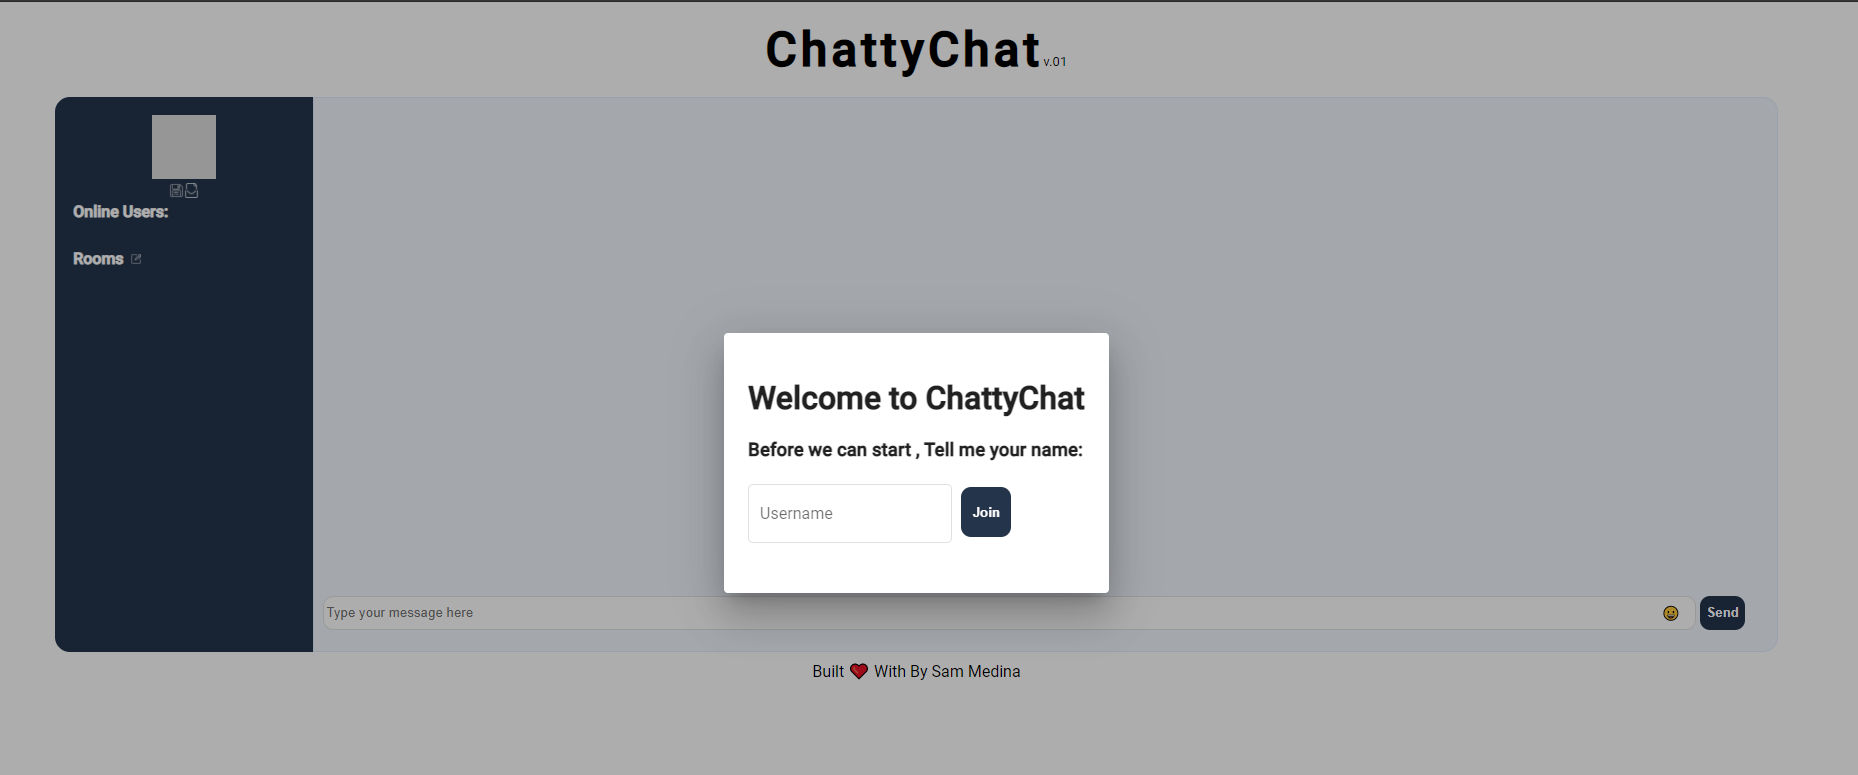 ChattyChat v.01
Online Users:
Rooms
Welcome to ChattyChat
Before we can start , Tell me your name:
Username
Join
Type your message here
Send
Built ❤ With By Sam Medina